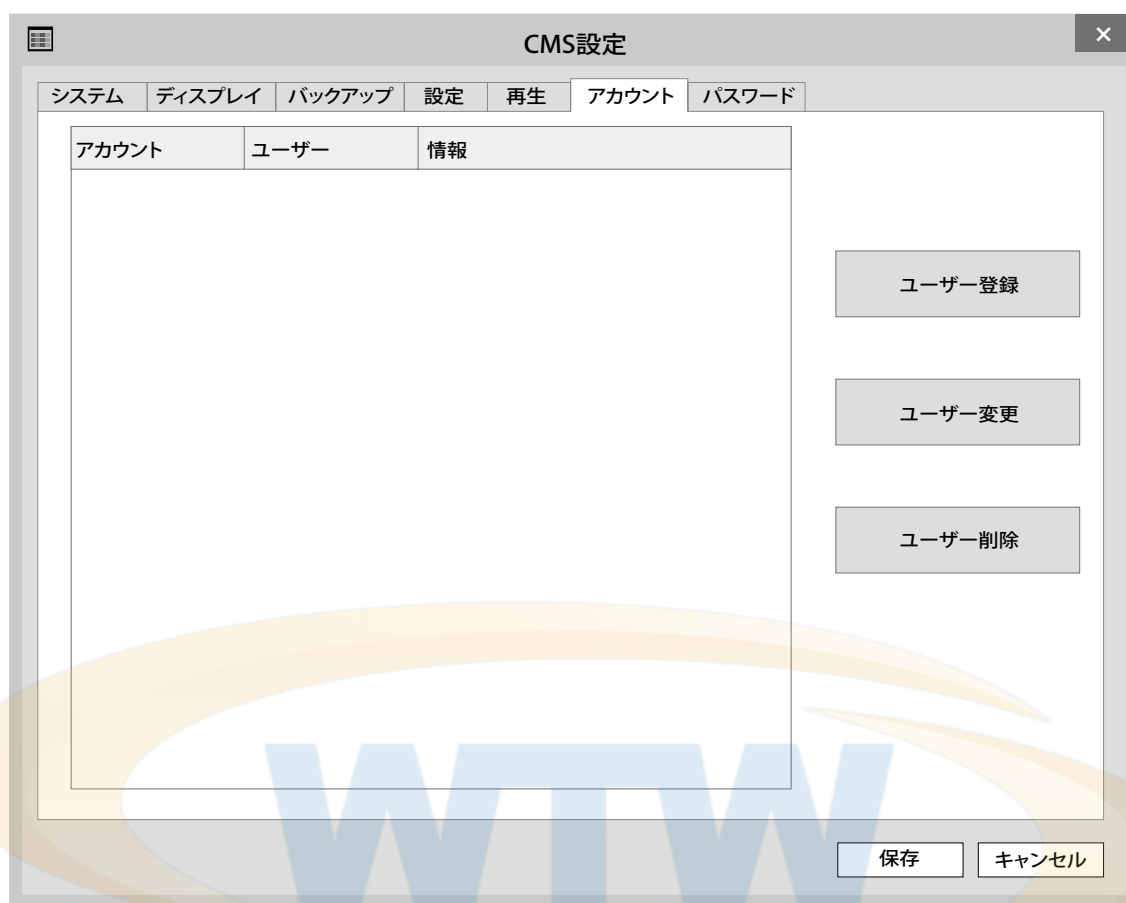 CMS設定
システム ディスプレイ バックアップ 設定 再生 アカウント パスワード
アカウント ユーザー 情報
ユーザー登録
ユーザー変更
ユーザー削除
WTW
保存 キャンセル